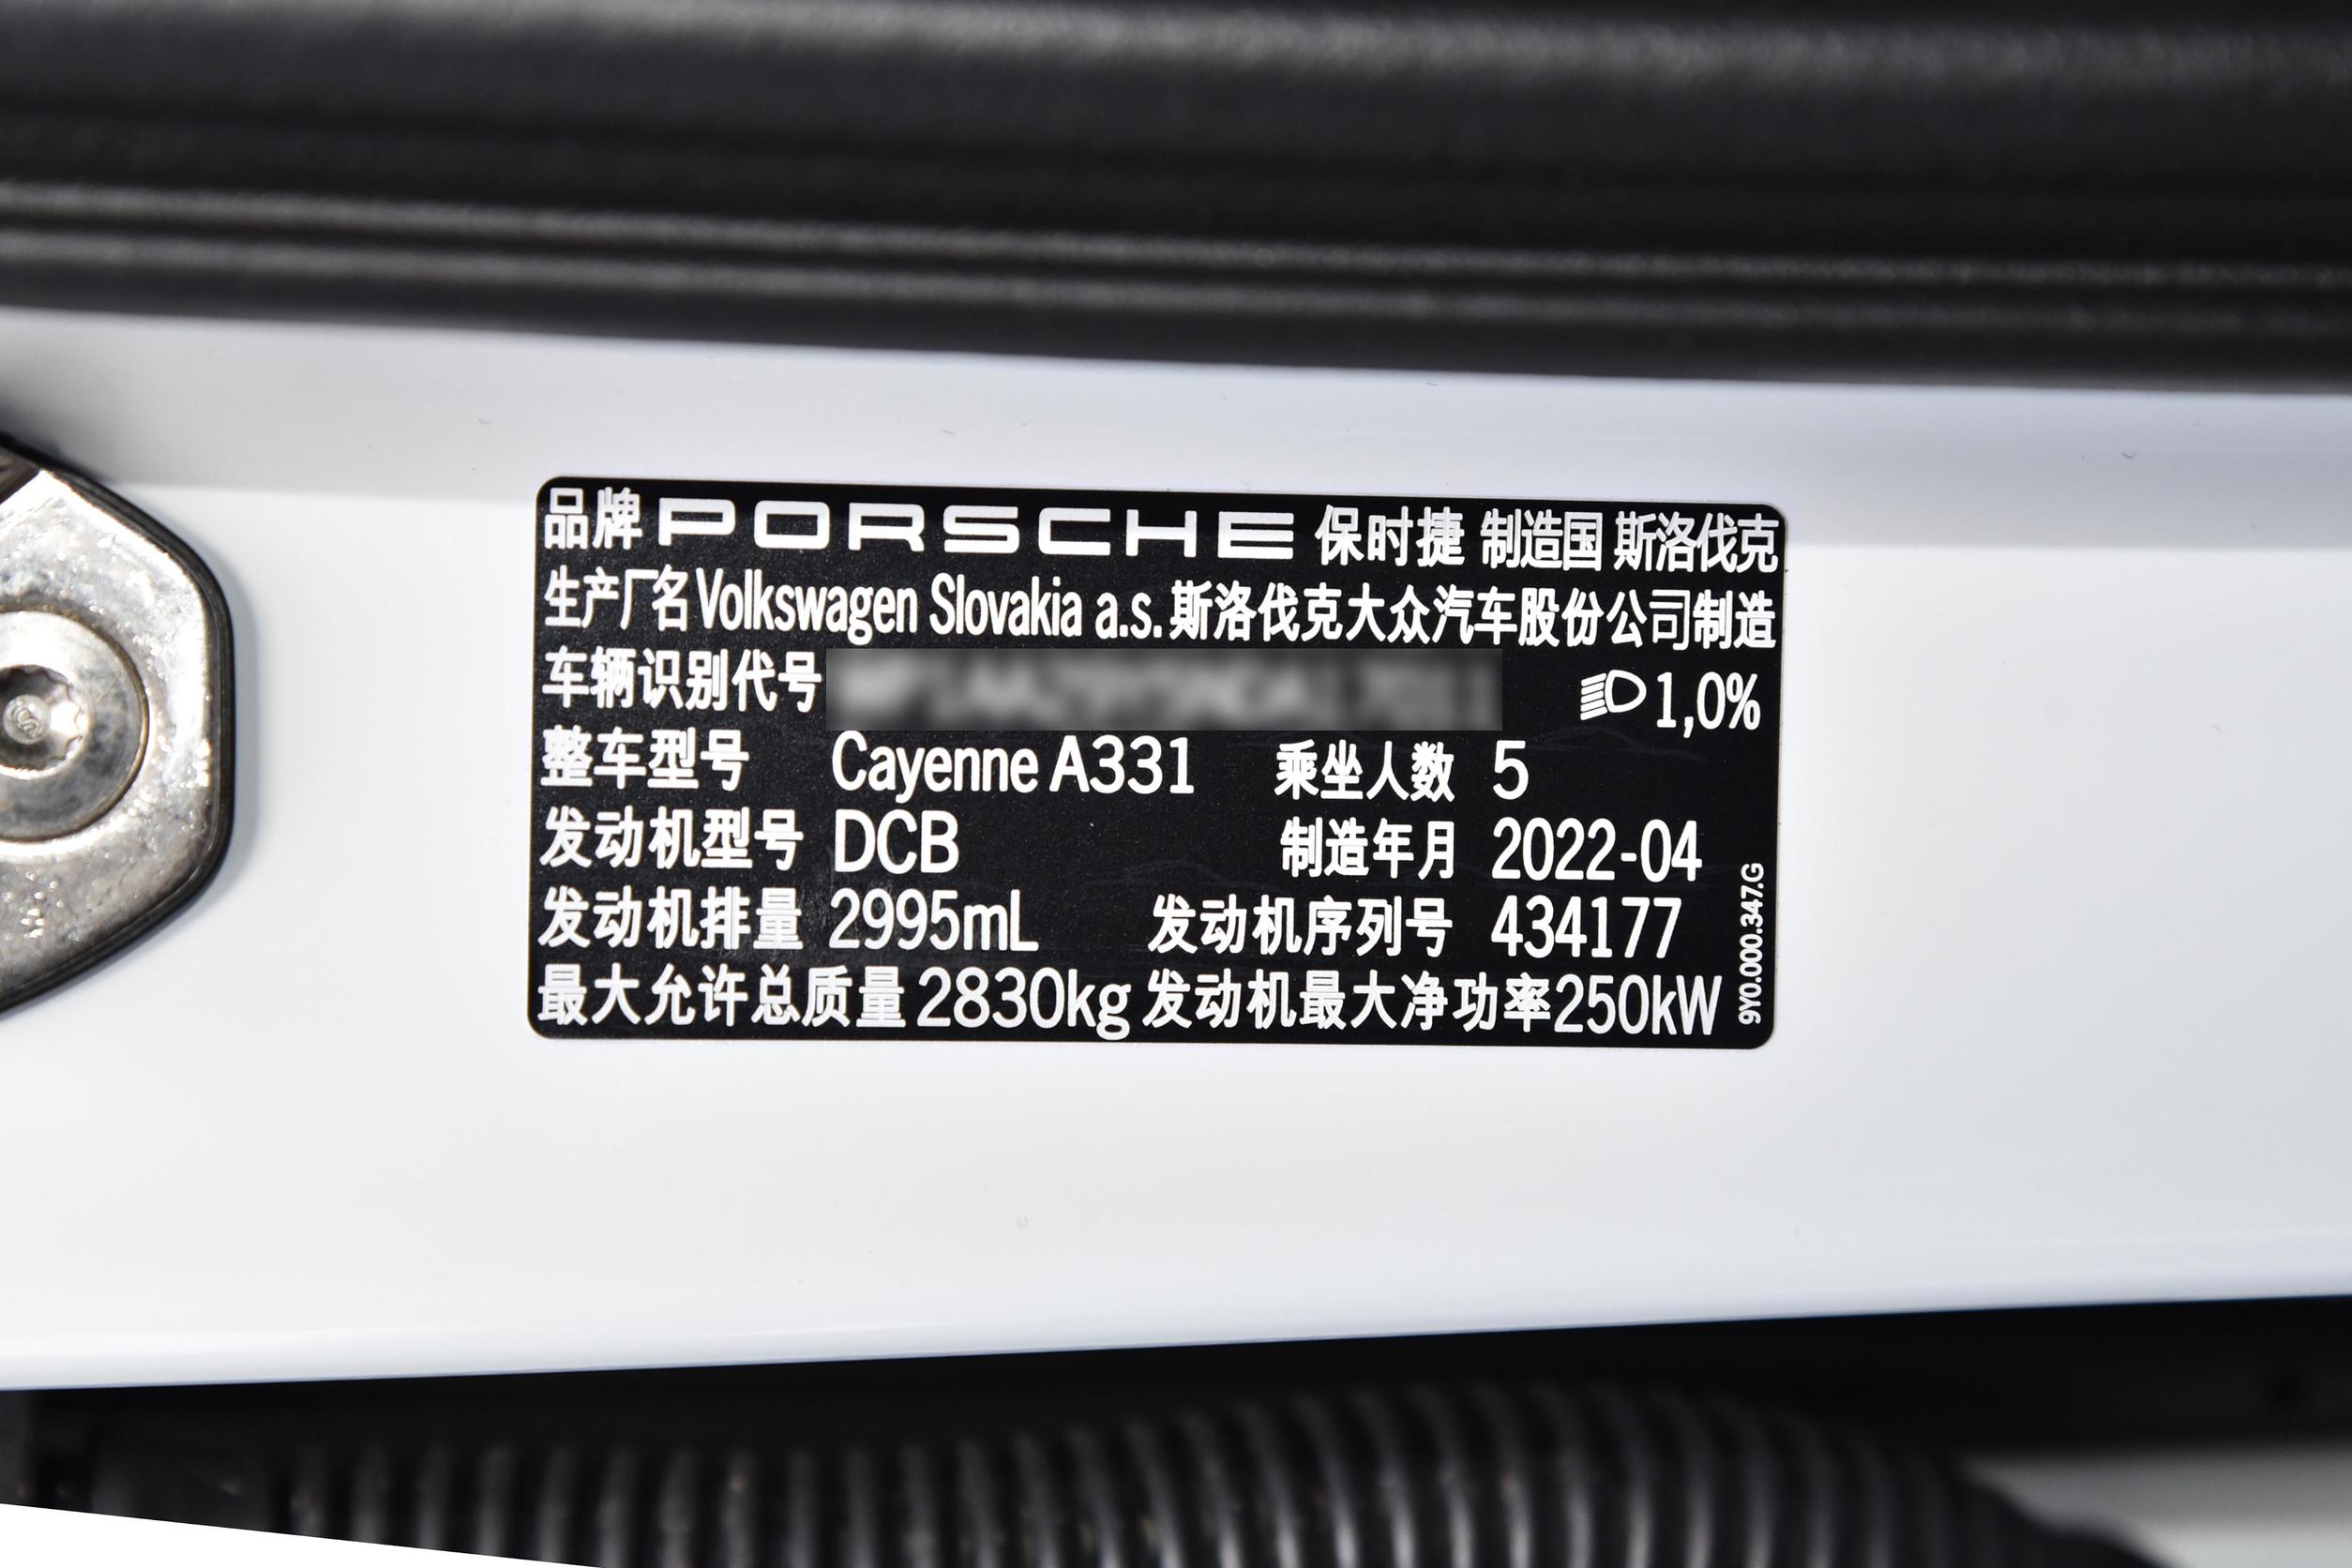 品牌 PORSCHE 保时捷 制造国 斯洛伐克
生产厂名 Volkswagen Slovakia a.s. 斯洛伐克大众汽车股份公司制造
车辆识别代号 1,0%
整车型号 Cayenne A331 乘坐人数 5
发动机型号 DCB 制造年月 2022-04
发动机排量 2995mL 发动机序列号 434177
最大允许总质量 2830kg 发动机最大净功率 250kW
9Y0.000.347.G